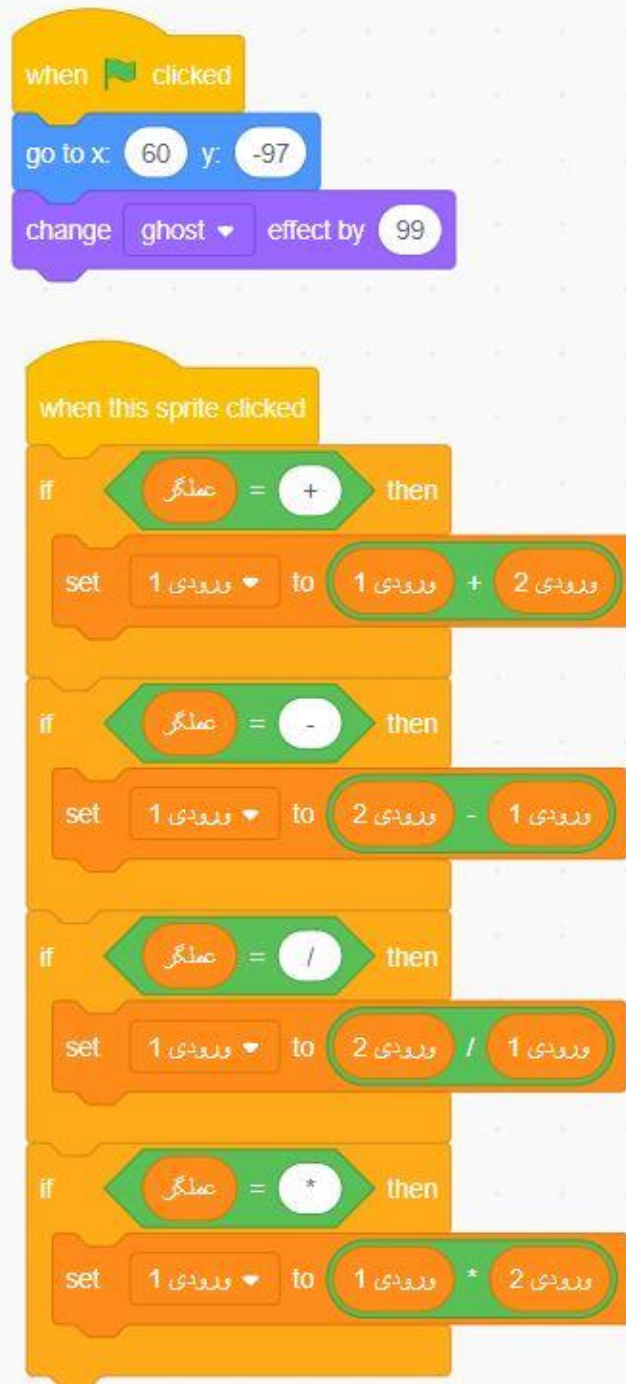 when clicked
go to x: 60 y: -97
change ghost effect by 99
when this sprite clicked
if عملگر = + then
set ورودی 1 to ورودی 1 + ورودی 2
if عملگر = - then
set ورودی 1 to ورودی 2 - ورودی 1
if عملگر = / then
set ورودی 1 to ورودی 2 / ورودی 1
if عملگر = * then
set ورودی 1 to ورودی 1 * ورودی 2